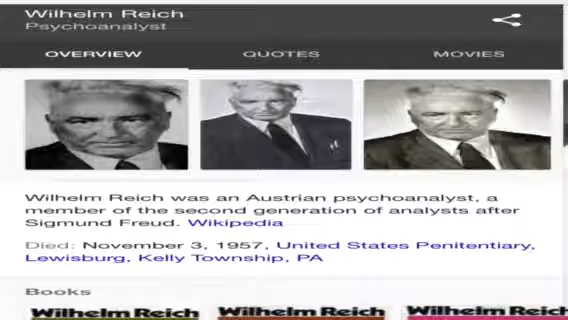 Wilhelm Reich
Psychoanalyst
OVERVIEW QUOTES MOVIES
Wilhelm Reich was an Austrian psychoanalyst, a
member of the second generation of analysts after
Sigmund Freud. Wikipedia
Died: November 3, 1957, United States Penitentiary,
Lewisburg, Kelly Township, PA
Books
Wilhelm Reich Wilhelm Reich Wilhelm Reich